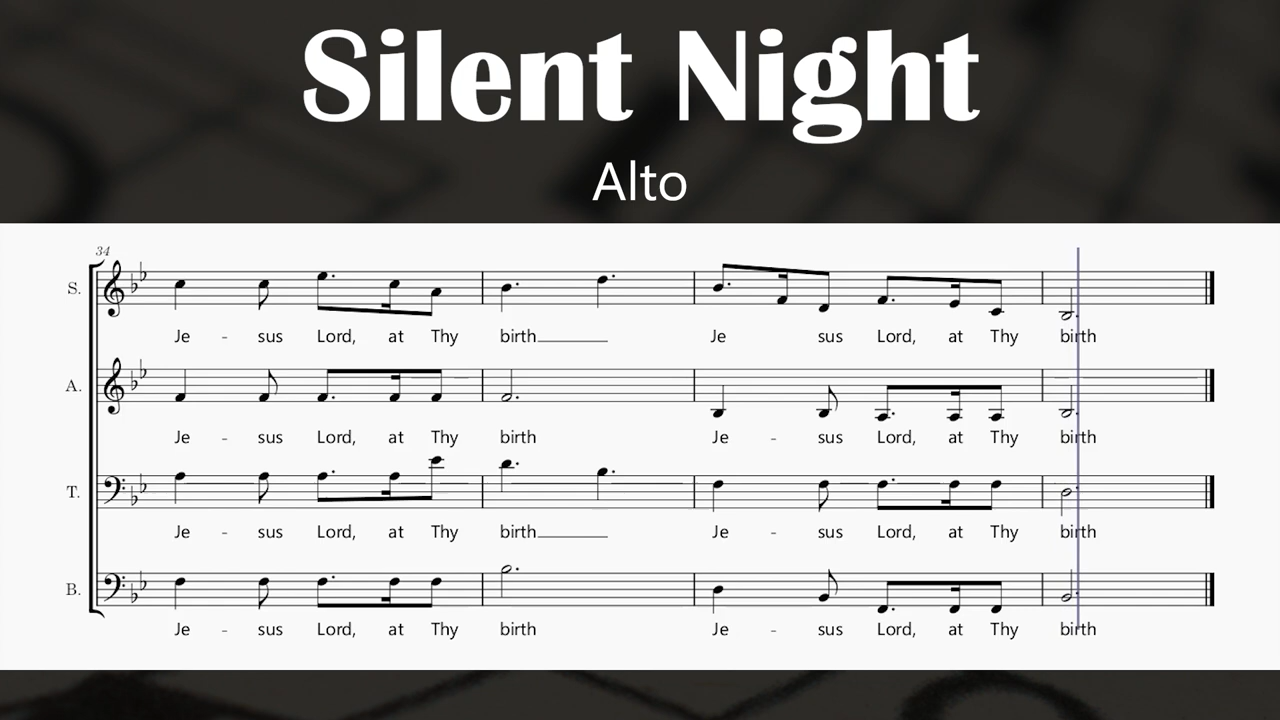 Silent Night
Alto
34
S.
Je - sus Lord, at Thy birth Je sus Lord, at Thy birth
A.
Je - sus Lord, at Thy birth Je - sus Lord, at Thy birth
T.
Je - sus Lord, at Thy birth Je - sus Lord, at Thy birth
B.
Je - sus Lord, at Thy birth Je - sus Lord, at Thy birth